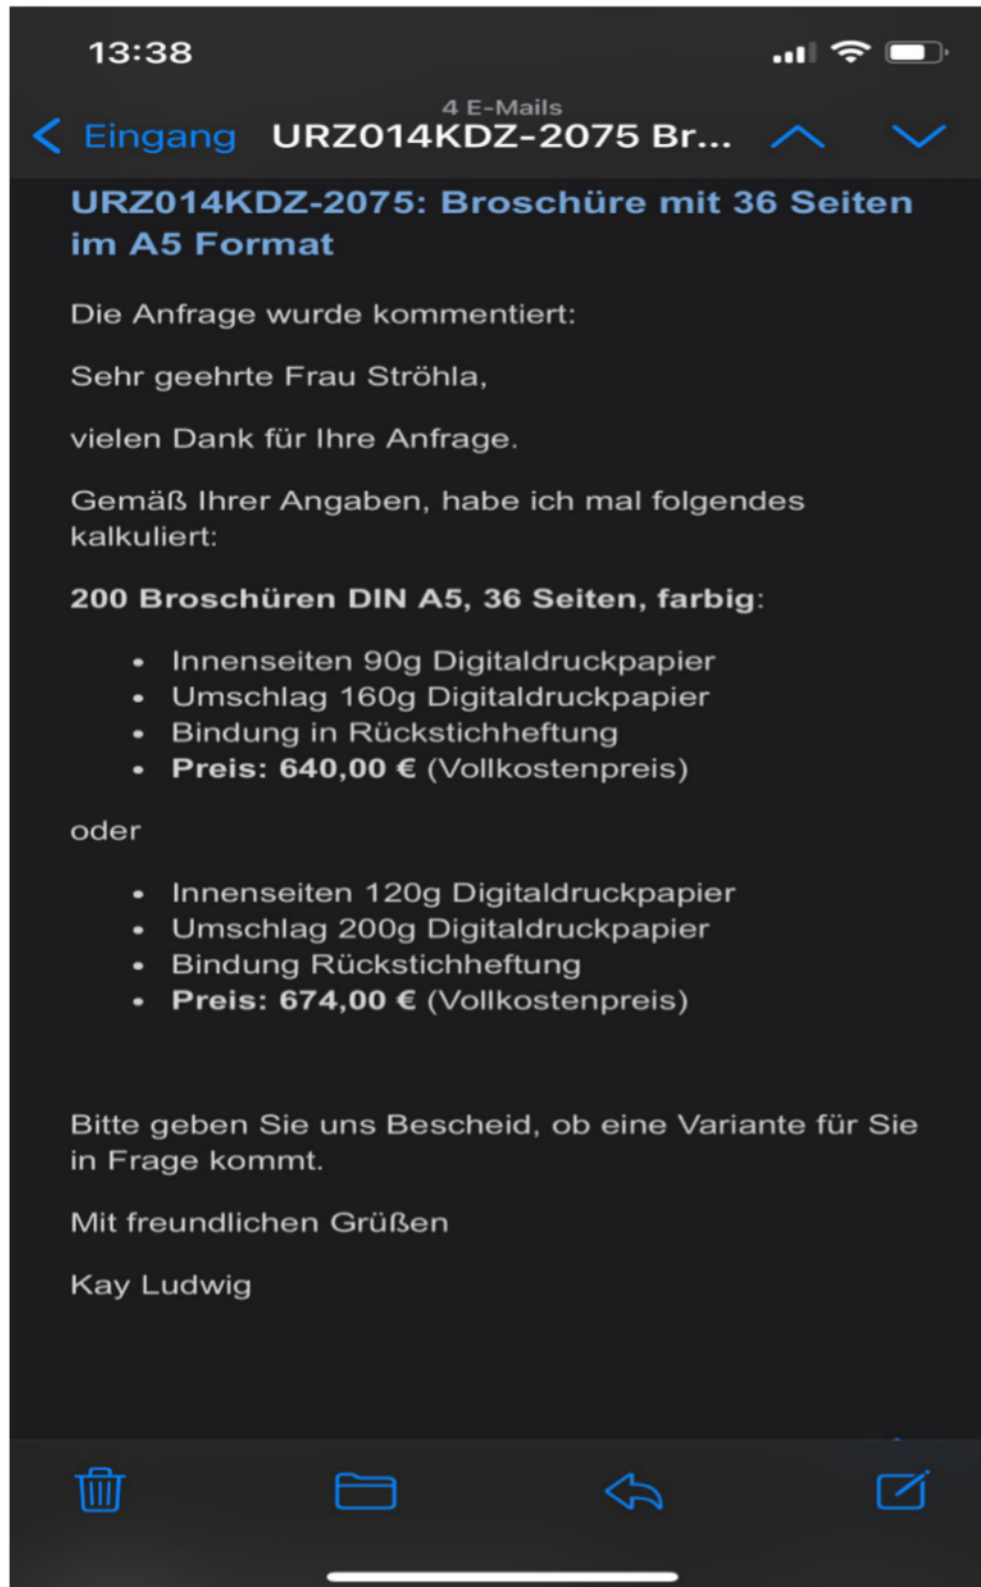 13:38
4 E-Mails
Eingang URZ014KDZ-2075 Br...
URZ014KDZ-2075: Broschüre mit 36 Seiten
im A5 Format
Die Anfrage wurde kommentiert:
Sehr geehrte Frau Ströhla,
vielen Dank für Ihre Anfrage.
Gemäß Ihrer Angaben, habe ich mal folgendes
kalkuliert:
200 Broschüren DIN A5, 36 Seiten, farbig:
• Innenseiten 90g Digitaldruckpapier
• Umschlag 160g Digitaldruckpapier
• Bindung in Rückstichheftung
• Preis: 640,00 € (Vollkostenpreis)
oder
• Innenseiten 120g Digitaldruckpapier
• Umschlag 200g Digitaldruckpapier
• Bindung Rückstichheftung
• Preis: 674,00 € (Vollkostenpreis)
Bitte geben Sie uns Bescheid, ob eine Variante für Sie
in Frage kommt.
Mit freundlichen Grüßen
Kay Ludwig